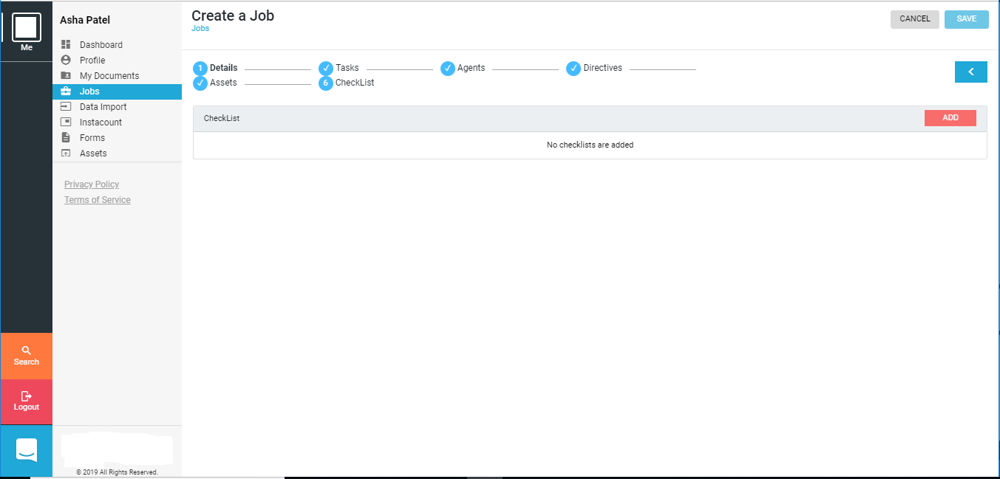 Me
Search
Logout
Asha Patel
Dashboard
Profile
My Documents
Jobs
Data Import
Instacount
Forms
Assets
Privacy Policy
Terms of Service
© 2019 All Rights Reserved.
Create a Job
Jobs
CANCEL SAVE
1 Details Tasks Agents Directives
Assets 6 CheckList
CheckList ADD
No checklists are added